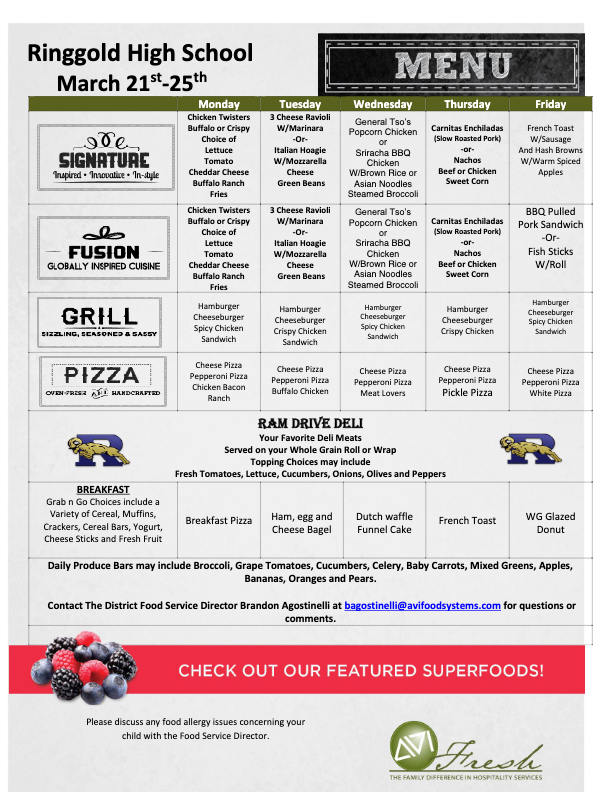 Ringgold High School
March 21st-25th
MENU
Monday Tuesday Wednesday Thursday Friday
SIGNATURE
Inspired • Innovative • In-style
Chicken Twisters
Buffalo or Crispy
Choice of
Lettuce
Tomato
Cheddar Cheese
Buffalo Ranch
Fries
3 Cheese Ravioli
W/Marinara
-Or-
Italian Hoagie
W/Mozzarella
Cheese
Green Beans
General Tso's
Popcorn Chicken
or
Sriracha BBQ
Chicken
W/Brown Rice or
Asian Noodles
Steamed Broccoli
Carnitas Enchiladas
(Slow Roasted Pork)
-or-
Nachos
Beef or Chicken
Sweet Corn
French Toast
W/Sausage
And Hash Browns
W/Warm Spiced
Apples
FUSION
GLOBALLY INSPIRED CUISINE
Chicken Twisters
Buffalo or Crispy
Choice of
Lettuce
Tomato
Cheddar Cheese
Buffalo Ranch
Fries
3 Cheese Ravioli
W/Marinara
-Or-
Italian Hoagie
W/Mozzarella
Cheese
Green Beans
General Tso's
Popcorn Chicken
or
Sriracha BBQ
Chicken
W/Brown Rice or
Asian Noodles
Steamed Broccoli
Carnitas Enchiladas
(Slow Roasted Pork)
-or-
Nachos
Beef or Chicken
Sweet Corn
BBQ Pulled
Pork Sandwich
-Or-
Fish Sticks
W/Roll
GRILL
SIZZLING, SEASONED & SASSY
Hamburger
Cheeseburger
Spicy Chicken
Sandwich
Hamburger
Cheeseburger
Crispy Chicken
Hamburger
Cheeseburger
Spicy Chicken
Sandwich
Hamburger
Cheeseburger
Crispy Chicken
Hamburger
Cheeseburger
Spicy Chicken
Sandwich
PIZZA
OVEN-FRESH AND HANDCRAFTED
Cheese Pizza
Pepperoni Pizza
Chicken Bacon
Ranch
Cheese Pizza
Pepperoni Pizza
Buffalo Chicken
Cheese Pizza
Pepperoni Pizza
Meat Lovers
Cheese Pizza
Pepperoni Pizza
Pickle Pizza
Cheese Pizza
Pepperoni Pizza
White Pizza
R
RAM DRIVE DELI
Your Favorite Deli Meats
Served on your Whole Grain Roll or Wrap
Topping Choices may include
Fresh Tomatoes, Lettuce, Cucumbers, Onions, Olives and Peppers
R
BREAKFAST
Grab n Go Choices include a
Variety of Cereal, Muffins,
Crackers, Cereal Bars, Yogurt,
Cheese Sticks and Fresh Fruit
Breakfast Pizza
Ham, egg and
Cheese Bagel
Dutch waffle
Funnel Cake
French Toast
WG Glazed
Donut
Daily Produce Bars may include Broccoli, Grape Tomatoes, Cucumbers, Celery, Baby Carrots, Mixed Greens, Apples,
Bananas, Oranges and Pears.
Contact The District Food Service Director Brandon Agostinelli at bagostinelli@avifoodsystems.com for questions or
comments.
CHECK OUT OUR FEATURED SUPERFOODS!
Please discuss any food allergy issues concerning your
child with the Food Service Director.
AVI Fresh
THE FAMILY DIFFERENCE IN HOSPITALITY SERVICES